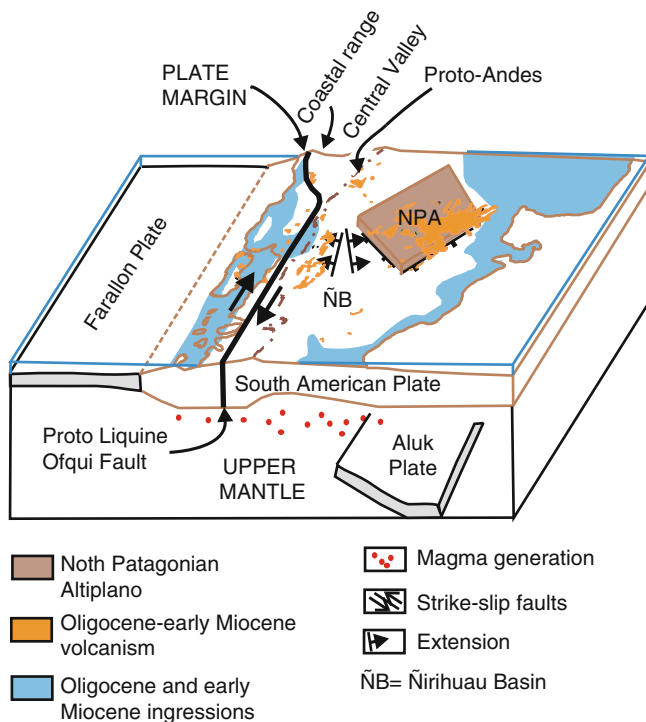 PLATE
MARGIN
Coastal range
Central Valley
Proto-Andes
Farallon Plate
NPA
ÑB
South American Plate
Proto Liquine
Ofqui Fault
UPPER
MANTLE
Aluk
Plate
Noth Patagonian
Altiplano
Oligocene-early Miocene
volcanism
Oligocene and early
Miocene ingressions
Magma generation
Strike-slip faults
Extension
ÑB= Ñirihuau Basin